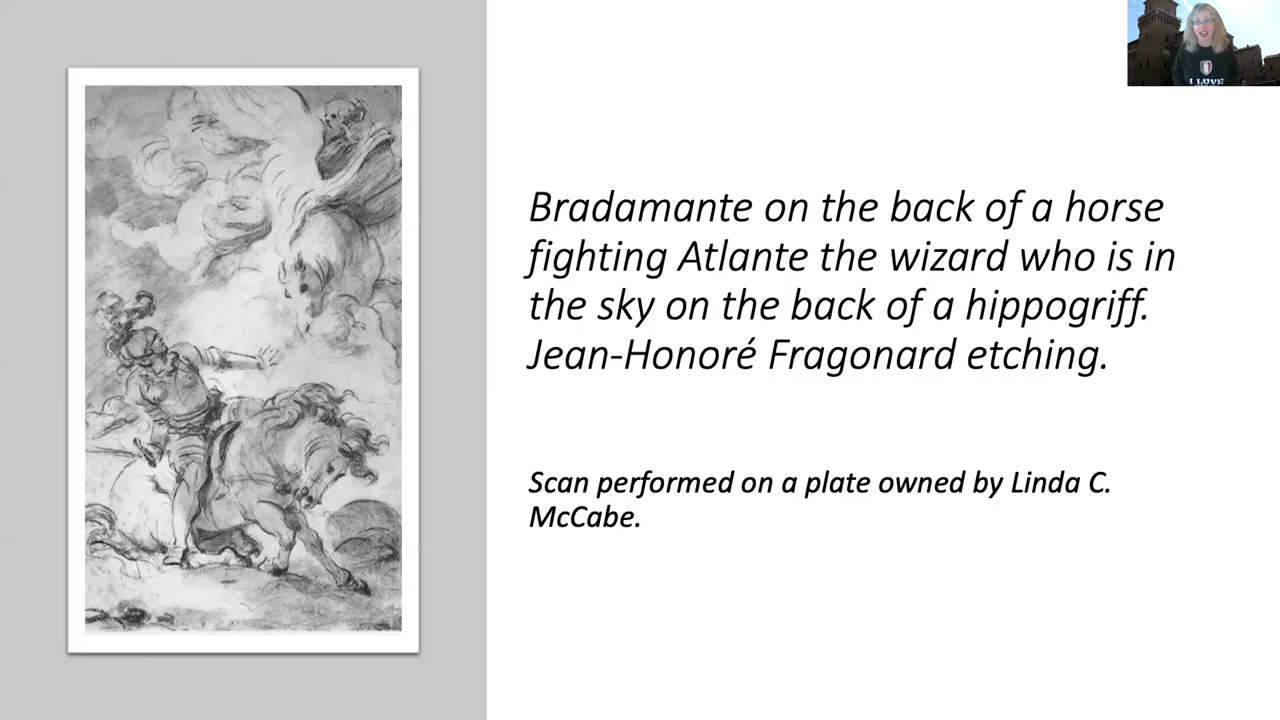 Bradamante on the back of a horse
fighting Atlante the wizard who is in
the sky on the back of a hippogriff.
Jean-Honoré Fragonard etching.
Scan performed on a plate owned by Linda C.
McCabe.
I LOVE